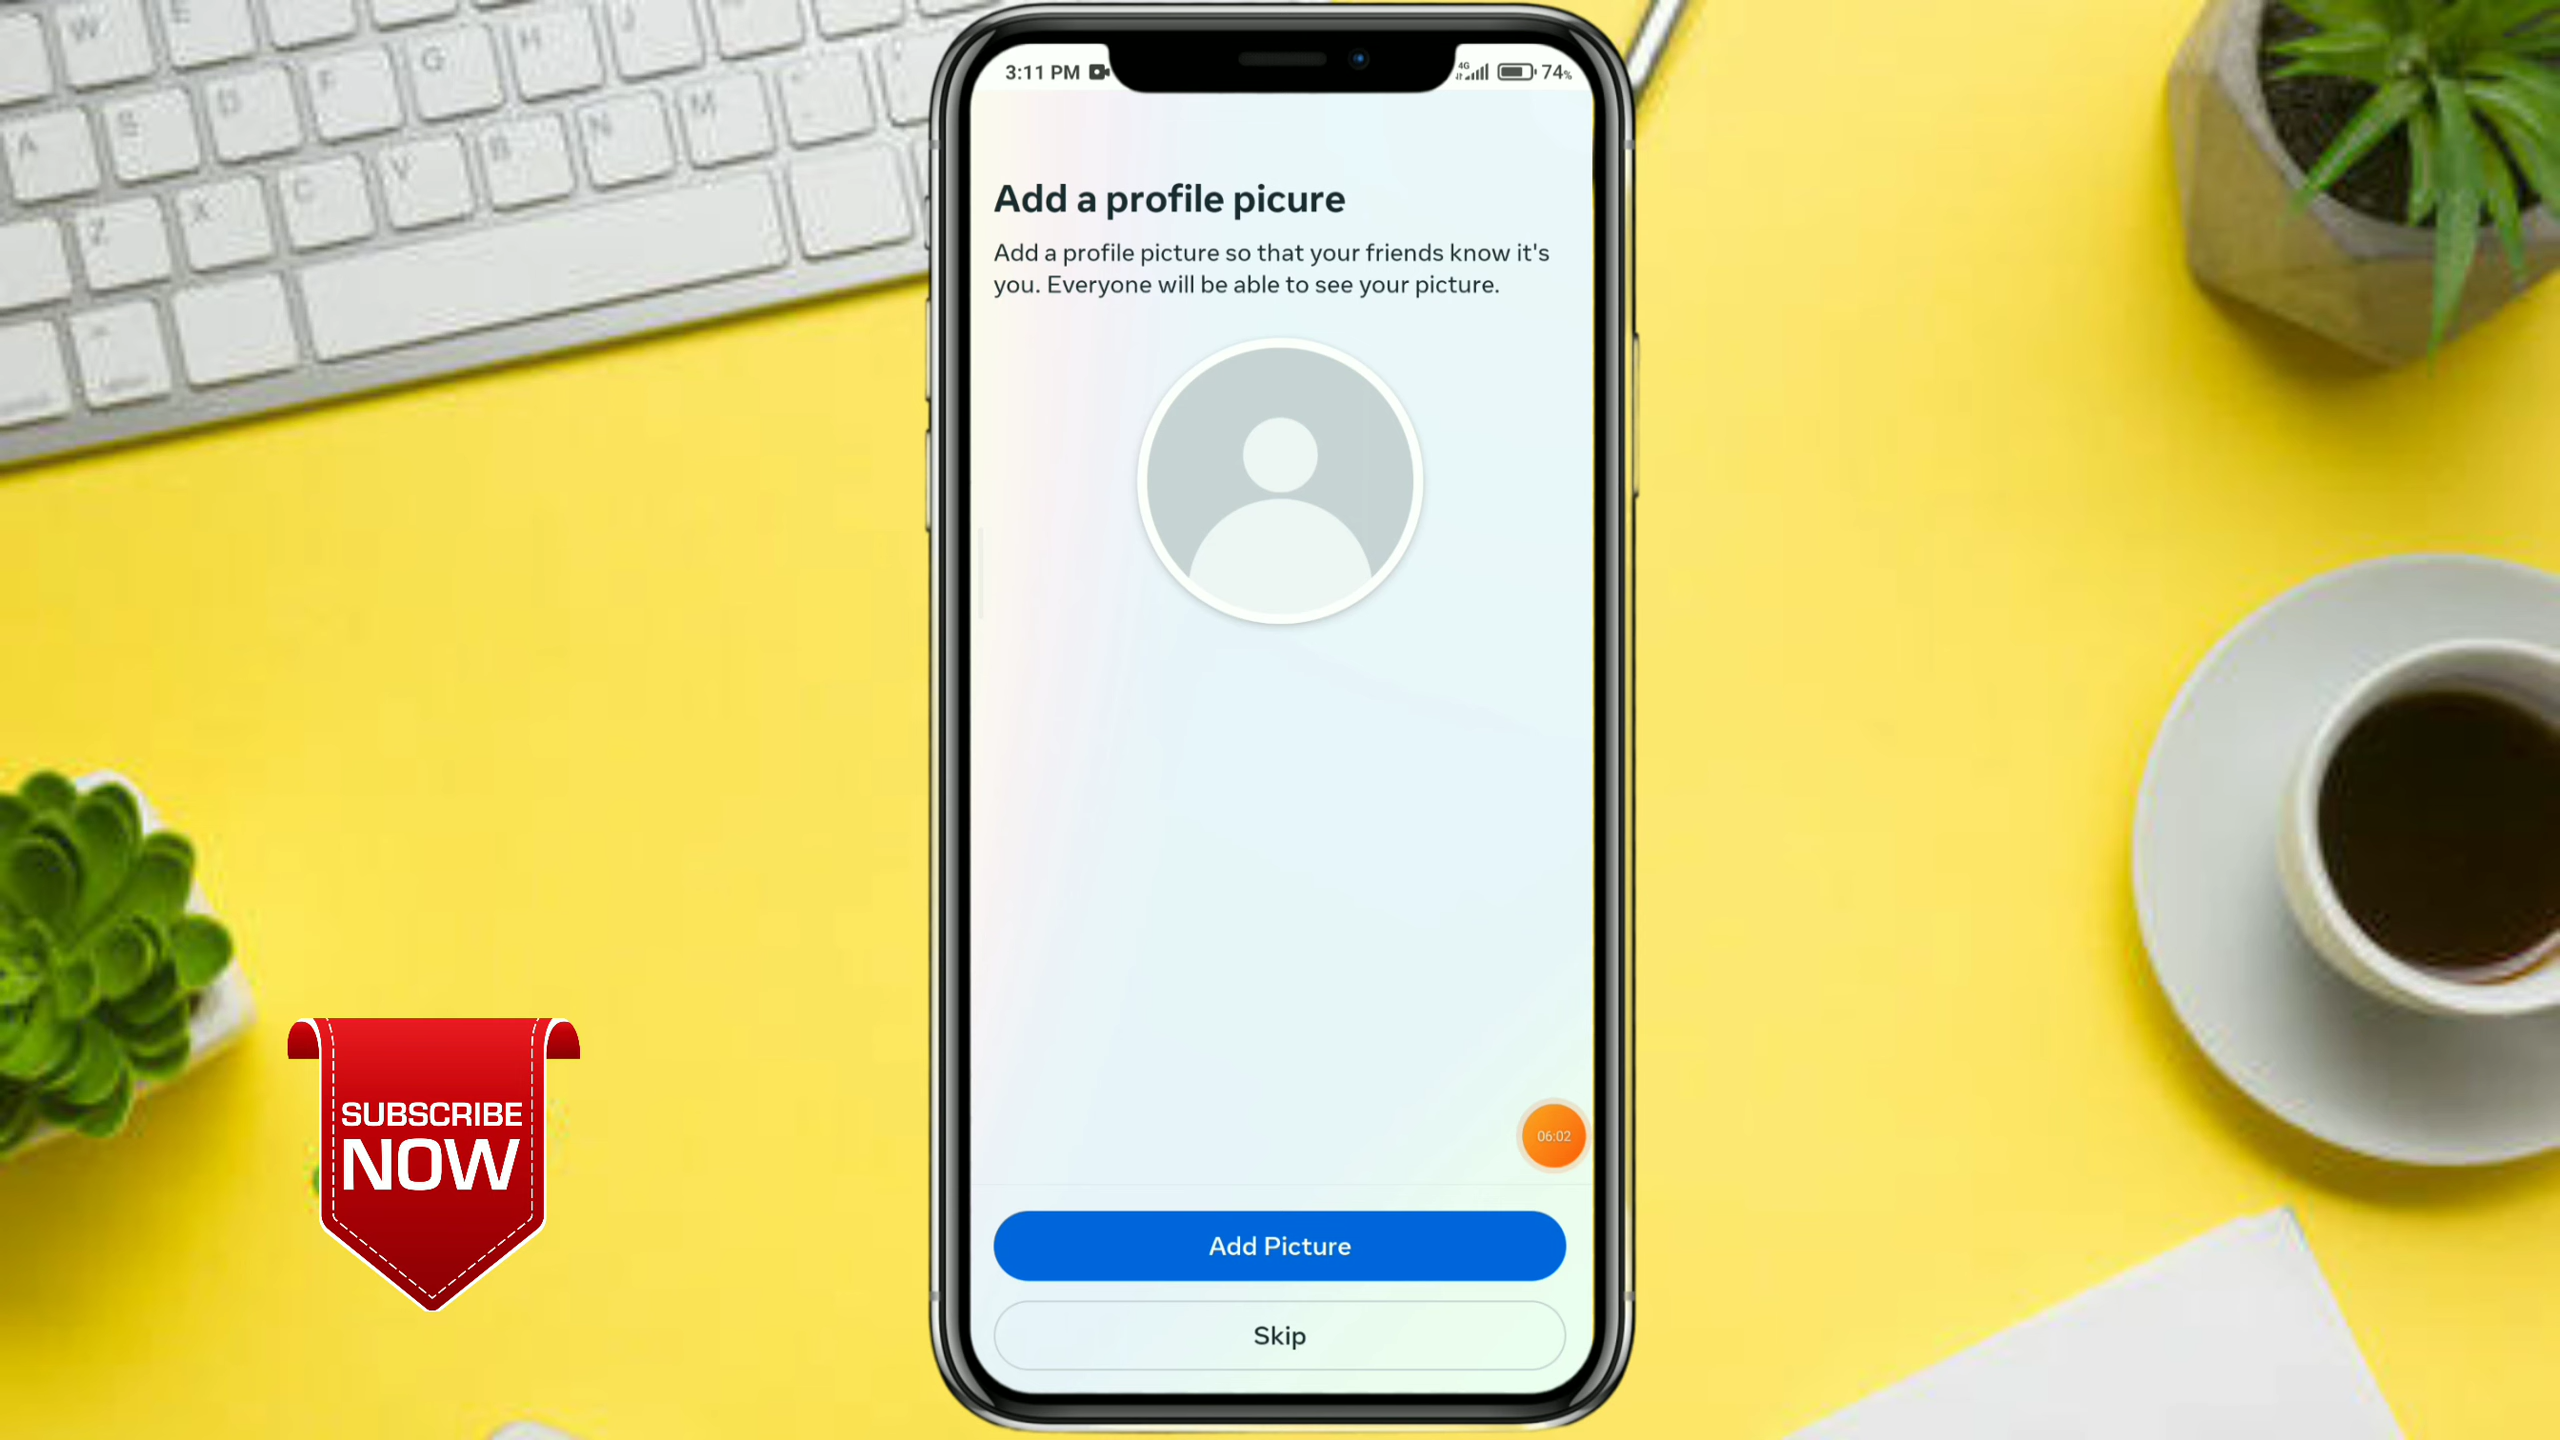 W E J
G H
A S D F N M
Z X C V B
3:11 PM 4G 74%
Add a profile picure
Add a profile picture so that your friends know it's
you. Everyone will be able to see your picture.
06:02
Add Picture
Skip
SUBSCRIBE
NOW